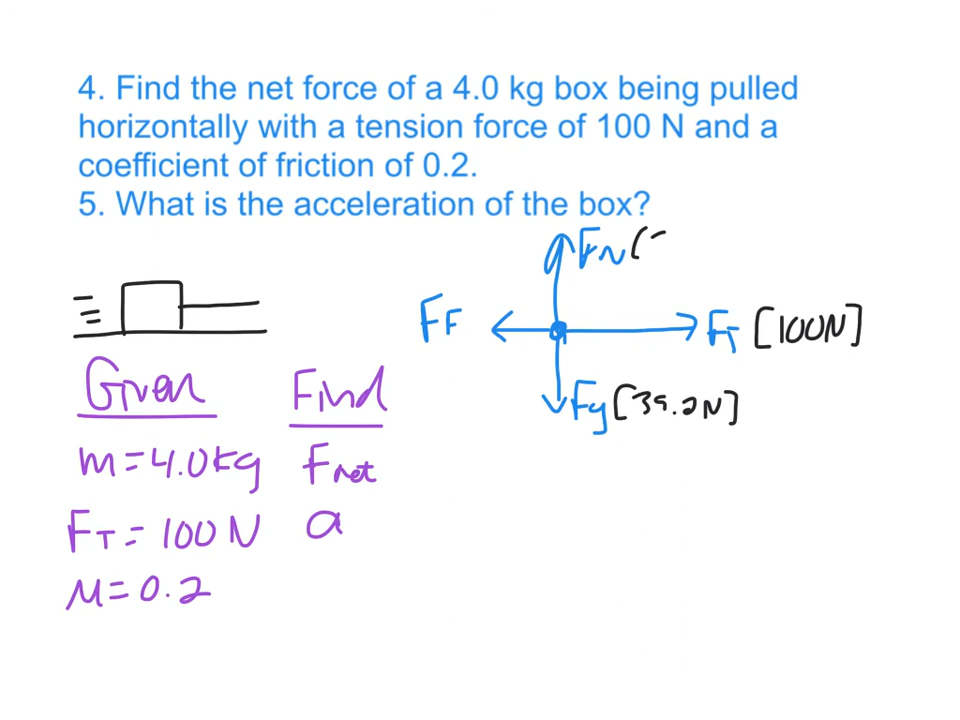 4. Find the net force of a 4.0 kg box being pulled
horizontally with a tension force of 100 N and a
coefficient of friction of 0.2.
5. What is the acceleration of the box?
FN (
FF
FT [100N]
Fg [39.2N]
Given
Find
m=4.0kg
Fnet
FT = 100 N
a
μ=0.2